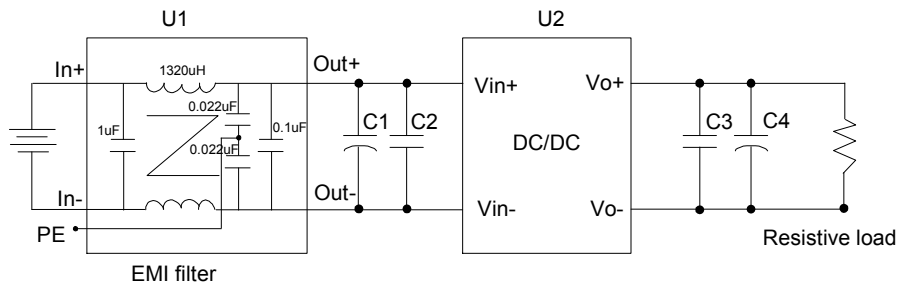 U1
U2
In+
1320uH
Out+
Vin+
Vo+
0.022uF
1uF
0.1uF
C1
C2
DC/DC
C3
C4
0.022uF
In-
Out-
Vin-
Vo-
PE
Resistive load
EMI filter